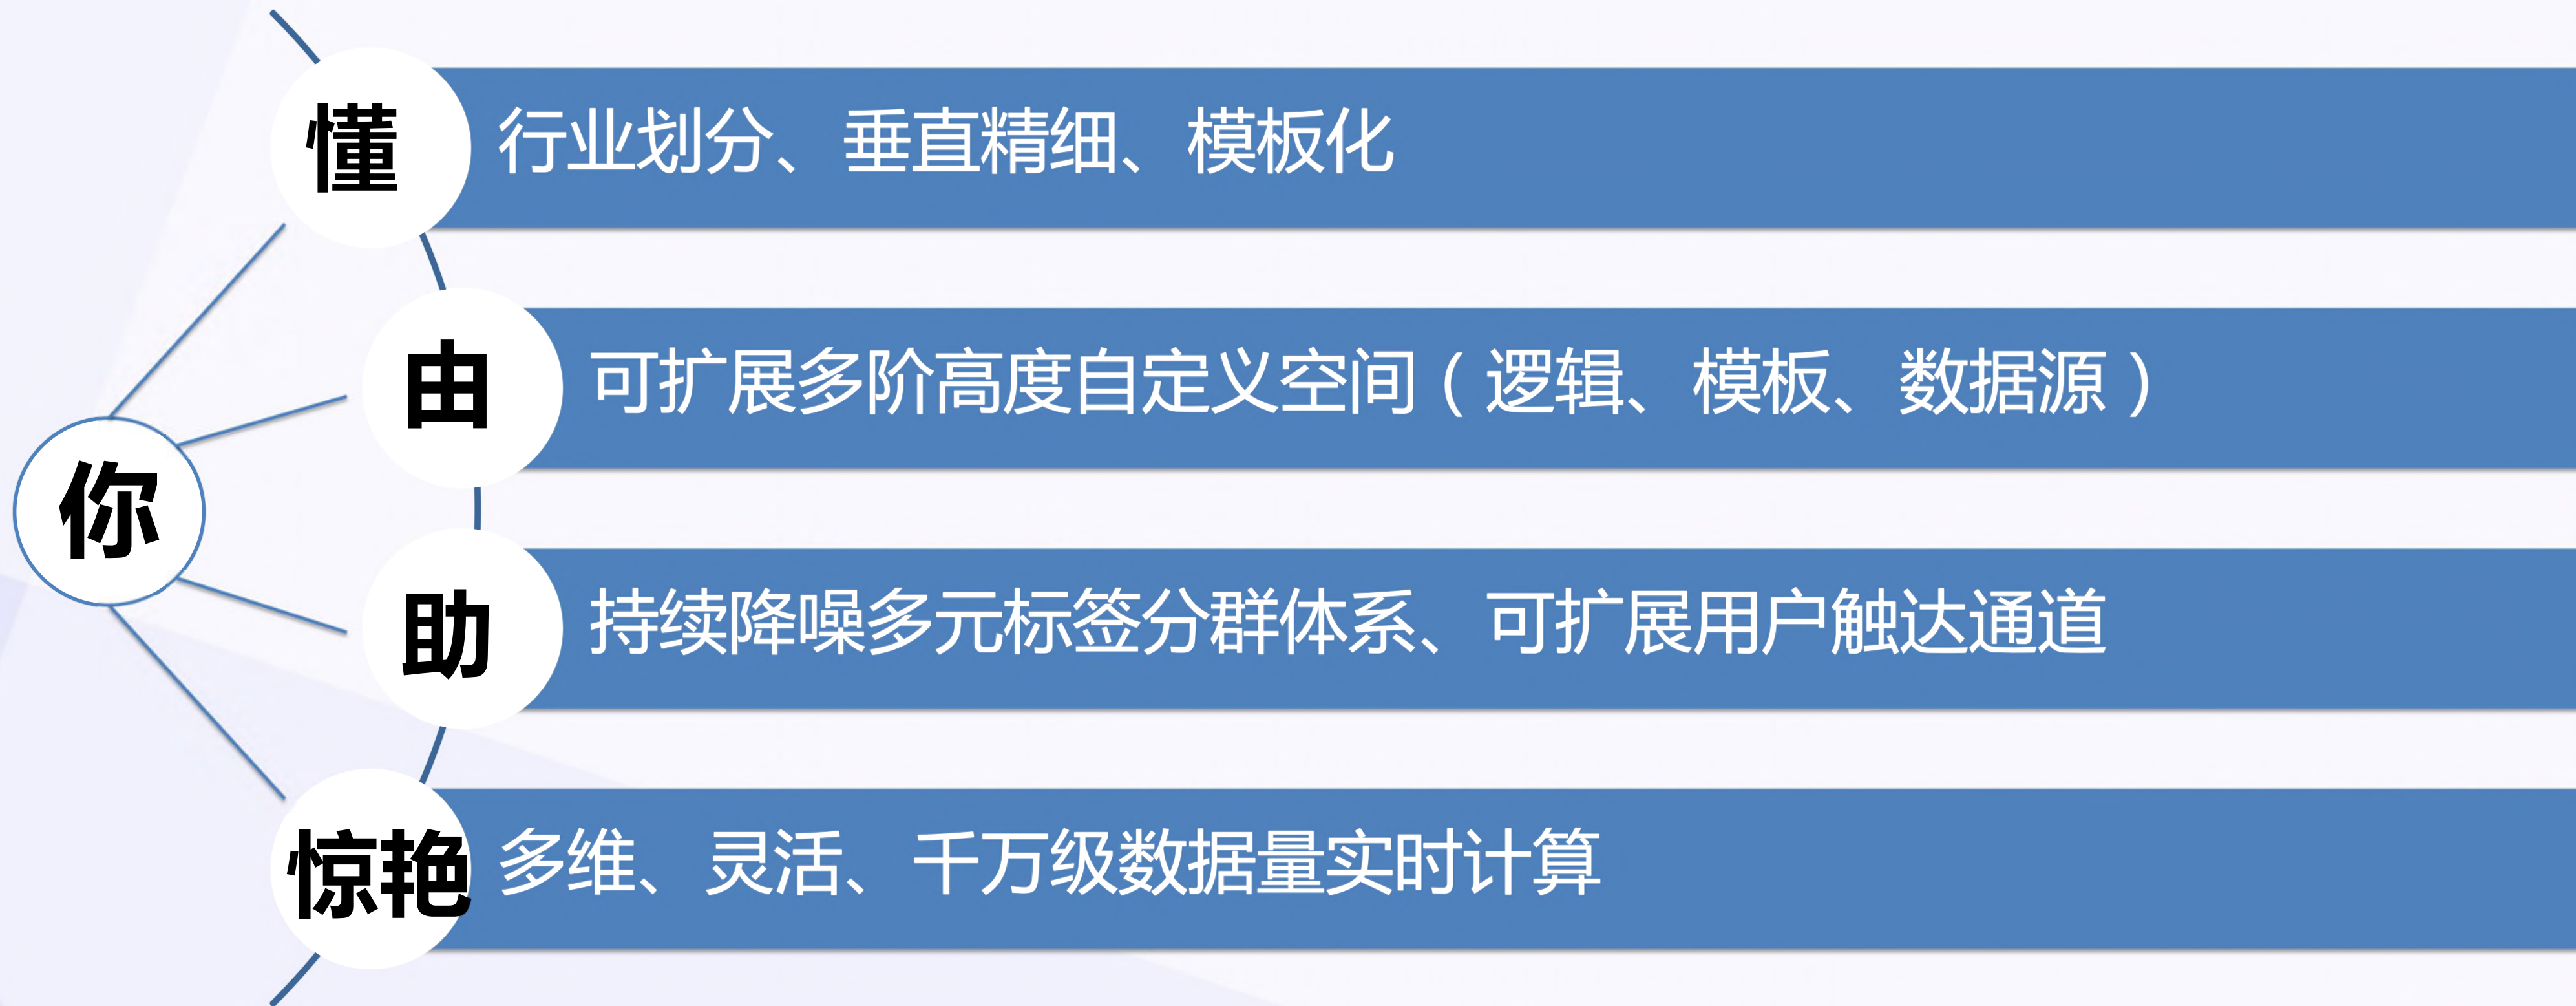 懂
行业划分、垂直精细、模板化
由
可扩展多阶高度自定义空间（逻辑、模板、数据源）
你
助
持续降噪多元标签分群体系、可扩展用户触达通道
惊艳
多维、灵活、千万级数据量实时计算